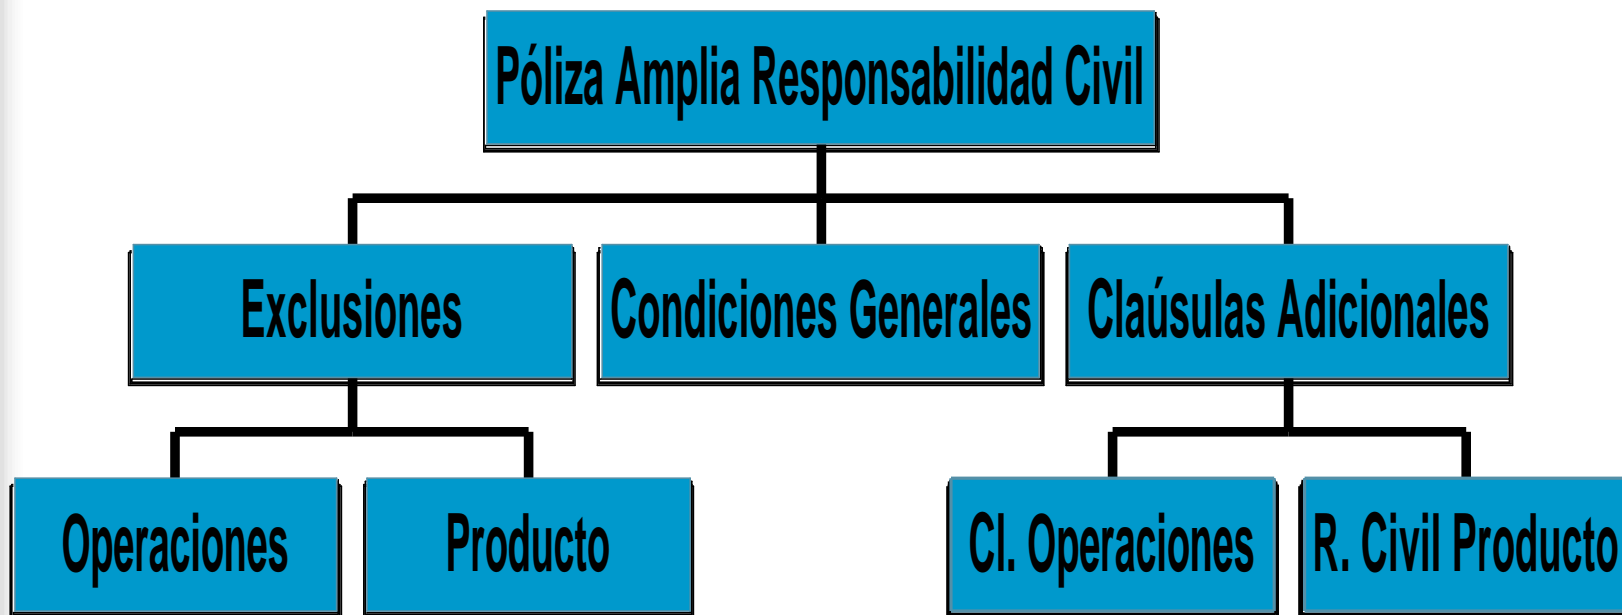 Póliza Amplia Responsabilidad Civil
Exclusiones
Condiciones Generales
Claúsulas Adicionales
Operaciones
Producto
Cl. Operaciones
R. Civil Producto